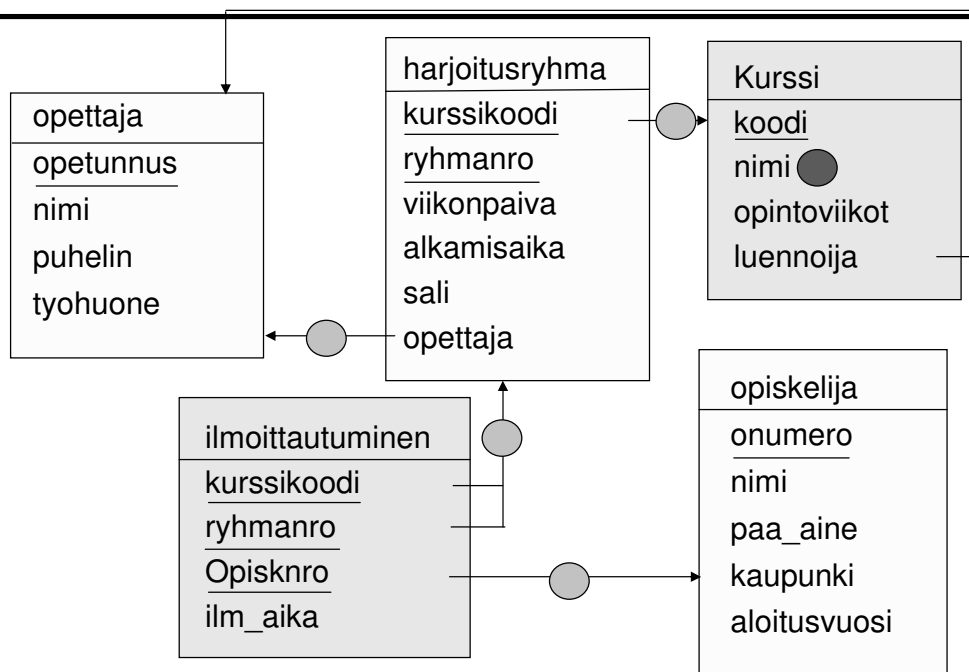 opettaja
opetunnus
nimi
puhelin
tyohuone
harjoitusryhma
kurssikoodi
ryhmanro
viikonpaiva
alkamisaika
sali
opettaja
Kurssi
koodi
nimi
opintoviikot
luennoija
ilmoittautuminen
kurssikoodi
ryhmanro
Opisknro
ilm_aika
opiskelija
onumero
nimi
paa_aine
kaupunki
aloitusvuosi